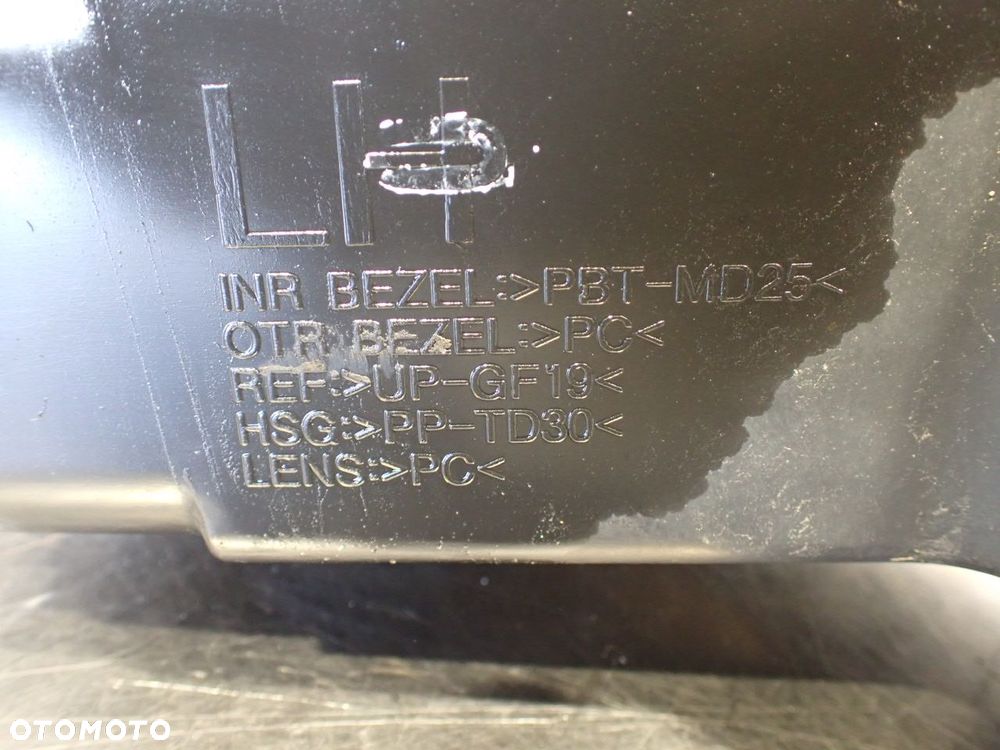 LH
INR BEZEL:>PBT-MD25<
OTR BEZEL:>PC<
REF:>UP-GF19<
HSG:>PP-TD30<
LENS:>PC<
OTOMOTO